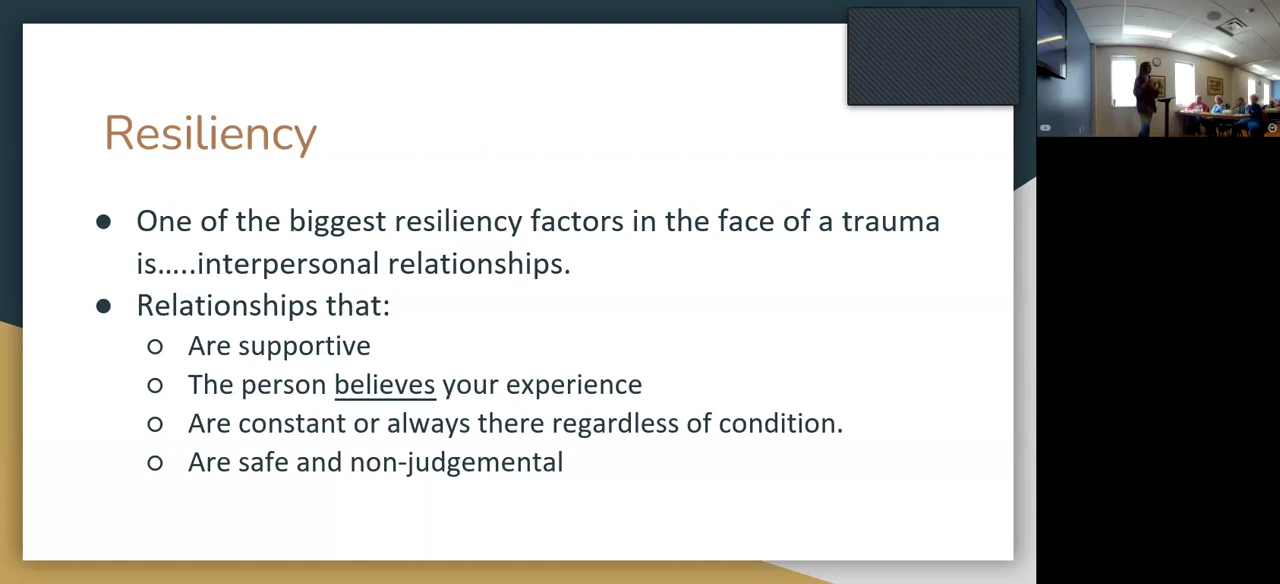 Resiliency
● One of the biggest resiliency factors in the face of a trauma
is.....interpersonal relationships.
● Relationships that:
○ Are supportive
○ The person believes your experience
○ Are constant or always there regardless of condition.
○ Are safe and non-judgemental